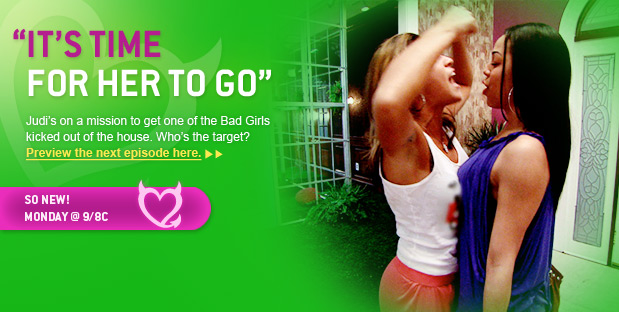 “IT’S TIME
FOR HER TO GO”
Judi’s on a mission to get one of the Bad Girls
kicked out of the house. Who’s the target?
Preview the next episode here.
SO NEW!
MONDAY @ 9/8C